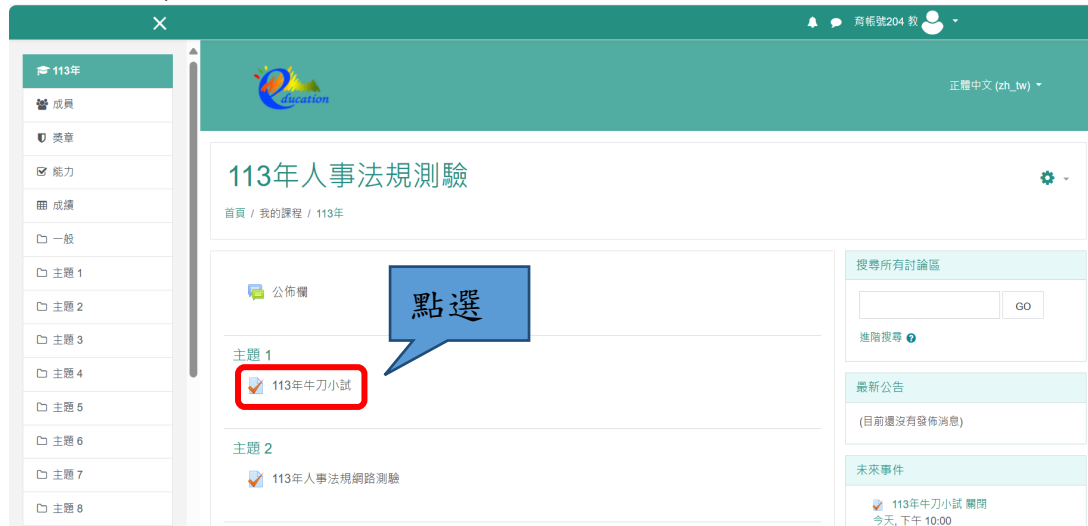 育帳號204 教
113年
成員
獎章
能力
成績
一般
主題 1
主題 2
主題 3
主題 4
主題 5
主題 6
主題 7
主題 8
education
正體中文 (zh_tw)
113年人事法規測驗
首頁 / 我的課程 / 113年
公佈欄
點選
主題 1
113年牛刀小試
主題 2
113年人事法規網路測驗
搜尋所有討論區
GO
進階搜尋
最新公告
(目前還沒有發佈消息)
未來事件
113年牛刀小試 關閉
今天, 下午 10:00